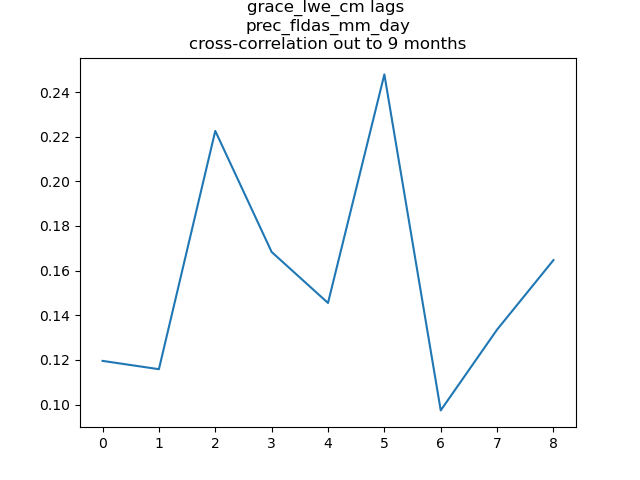 grace_lwe_cm lags
prec_fldas_mm_day
cross-correlation out to 9 months
0.24
0.22
0.20
0.18
0.16
0.14
0.12
0.10
0 1 2 3 4 5 6 7 8